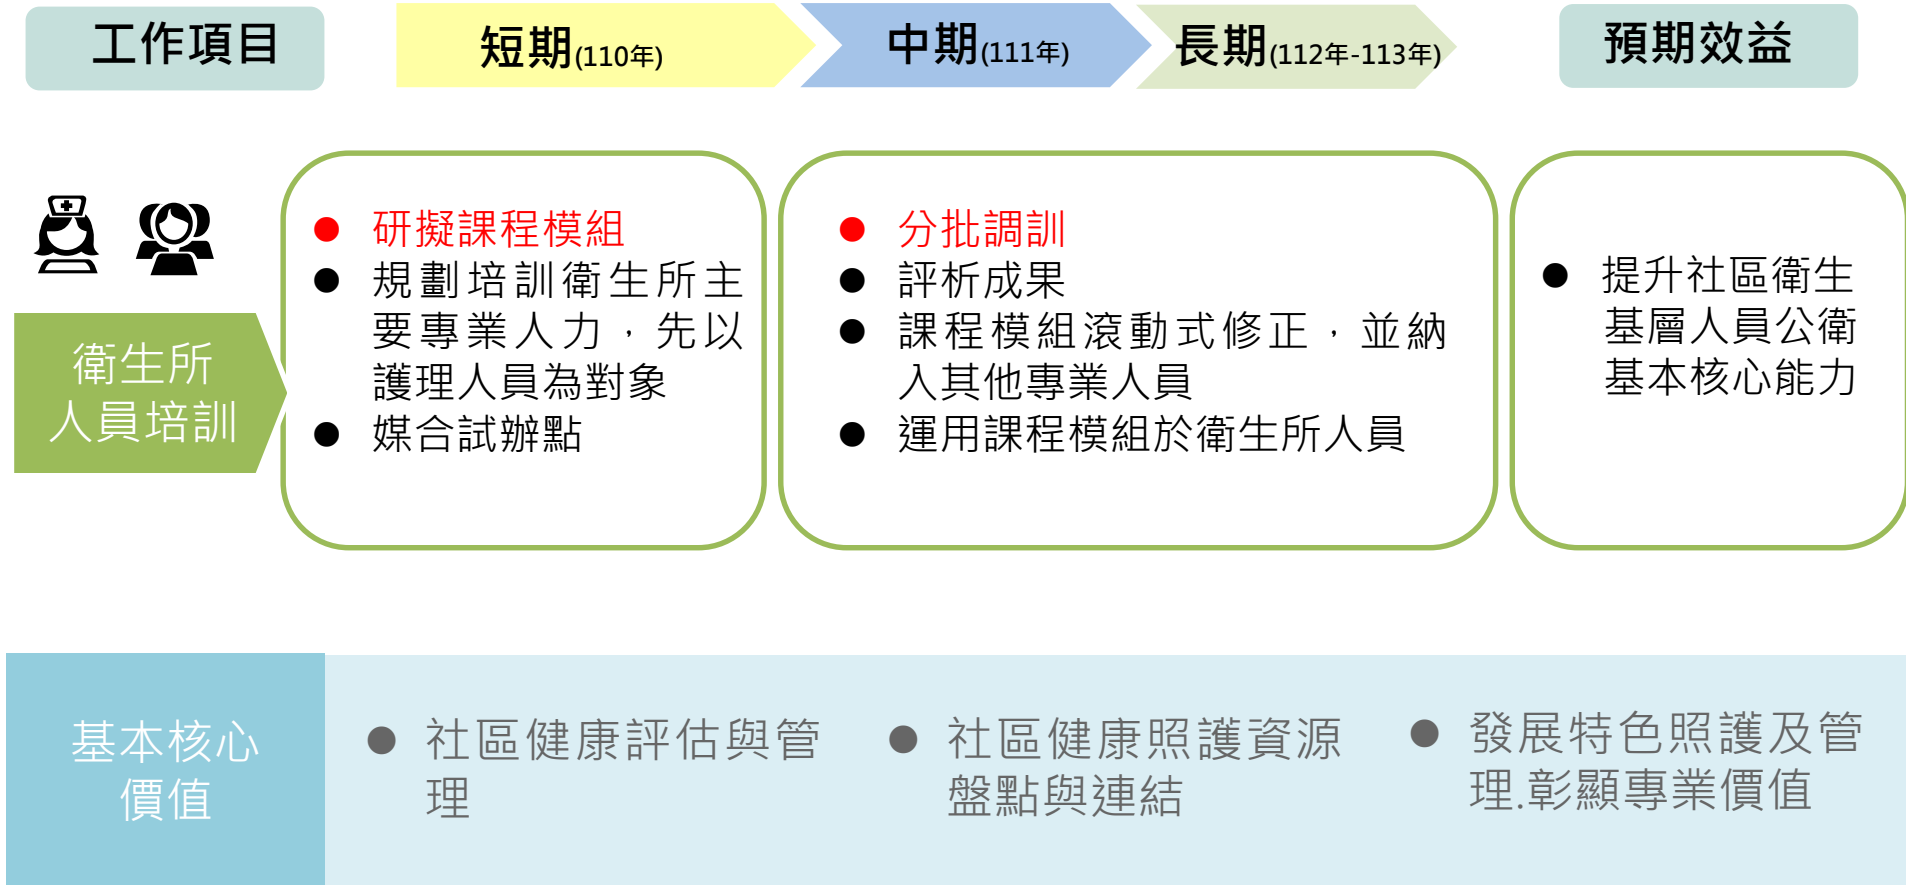 工作項目
短期(110年)
中期(111年)
長期(112年-113年)
預期效益
衛生所
人員培訓
● 研擬課程模組
● 規劃培訓衛生所主
要專業人力，先以
護理人員為對象
● 媒合試辦點
● 分批調訓
● 評析成果
● 課程模組滾動式修正，並納
入其他專業人員
● 運用課程模組於衛生所人員
● 提升社區衛生
基層人員公衛
基本核心能力
基本核心
價值
● 社區健康評估與管
理
● 社區健康照護資源
盤點與連結
● 發展特色照護及管
理.彰顯專業價值